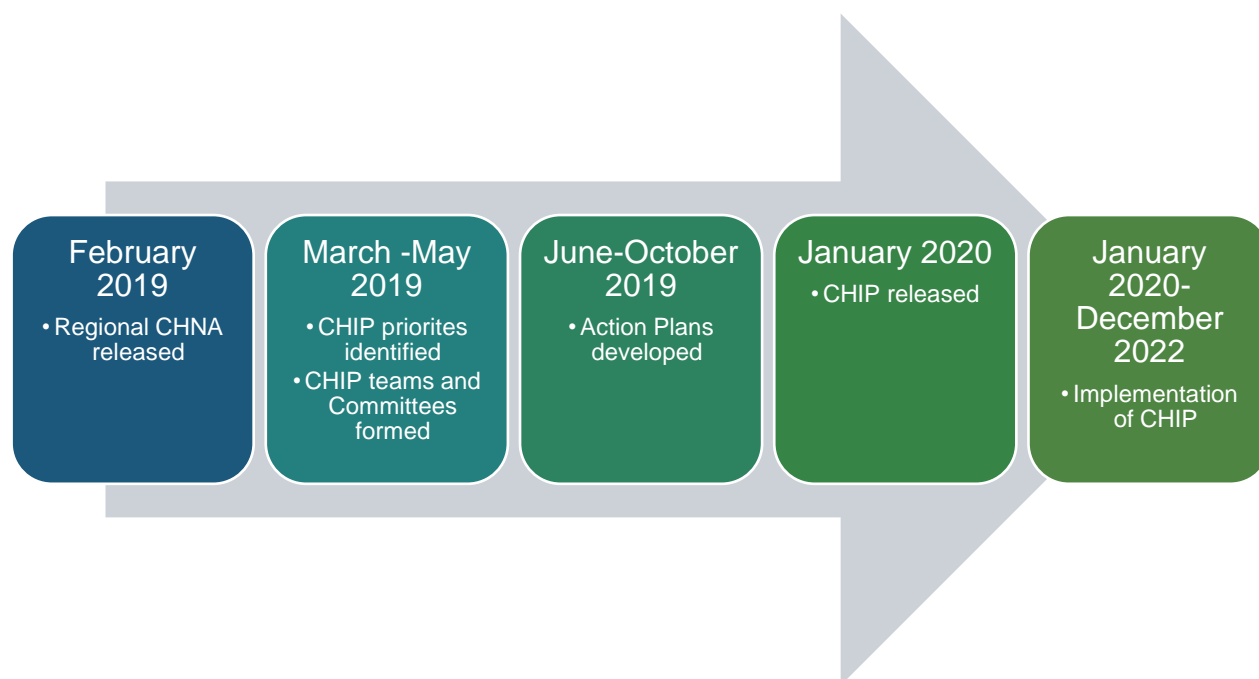 February
2019
• Regional CHNA
released
March -May
2019
• CHIP priorites
identified
• CHIP teams and
Committees
formed
June-October
2019
• Action Plans
developed
January 2020
• CHIP released
January
2020-
December
2022
• Implementation
of CHIP